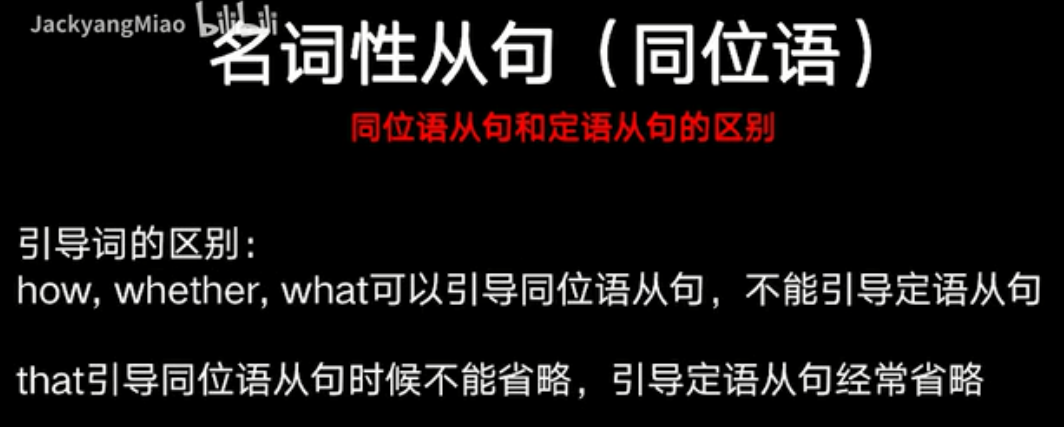 JackyangMiao bilibili
名词性从句（同位语）
同位语从句和定语从句的区别
引导词的区别：
how, whether, what可以引导同位语从句，不能引导定语从句
that引导同位语从句时候不能省略，引导定语从句经常省略